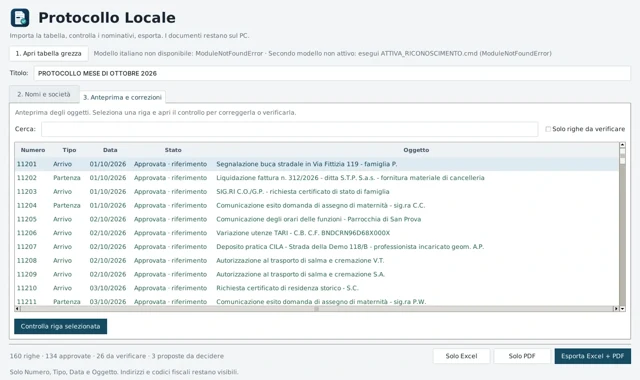 Protocollo Locale
Importa la tabella, controlla i nominativi, esporta. I documenti restano sul PC.
1. Apri tabella grezza
Modello italiano non disponibile: ModuleNotFoundError · Secondo modello non attivo: esegui ATTIVA_RICONOSCIMENTO.cmd (ModuleNotFoundError)
Titolo: PROTOCOLLO MESE DI OTTOBRE 2026
2. Nomi e società 3. Anteprima e correzioni
Anteprima degli oggetti. Seleziona una riga e apri il controllo per correggerla o verificarla.
Cerca: Solo righe da verificare
Numero Tipo Data Stato Oggetto
11201 Arrivo 01/10/2026 Approvata · riferimento Segnalazione buca stradale in Via Fittizia 119 - famiglia P.
11202 Partenza 01/10/2026 Approvata · riferimento Liquidazione fattura n. 312/2026 - ditta S.T.P. S.a.s. - fornitura materiale di cancelleria
11203 Arrivo 01/10/2026 Approvata · riferimento SIG.RI C.O./G.P. - richiesta certificato di stato di famiglia
11204 Partenza 01/10/2026 Approvata · riferimento Comunicazione esito domanda di assegno di maternità - sig.ra C.C.
11205 Arrivo 02/10/2026 Approvata · riferimento Comunicazione degli orari delle funzioni - Parrocchia di San Prova
11206 Arrivo 02/10/2026 Approvata · riferimento Variazione utenze TARI - C.B. C.F. BNDCRN96D68X000X
11207 Arrivo 02/10/2026 Approvata · riferimento Deposito pratica CILA - Strada della Demo 118/B - professionista incaricato geom. A.P.
11208 Arrivo 02/10/2026 Approvata · riferimento Autorizzazione al trasporto di salma e cremazione V.T.
11209 Arrivo 02/10/2026 Approvata · riferimento Autorizzazione al trasporto di salma e cremazione S.A.
11210 Arrivo 03/10/2026 Approvata · riferimento Richiesta certificato di residenza storico - S.C.
11211 Partenza 03/10/2026 Approvata · riferimento Comunicazione esito domanda di assegno di maternità - sig.ra P.W.
Controlla riga selezionata
160 righe · 134 approvate · 26 da verificare · 3 proposte da decidere
Solo Excel Solo PDF Esporta Excel + PDF
Solo Numero, Tipo, Data e Oggetto. Indirizzi e codici fiscali restano visibili.